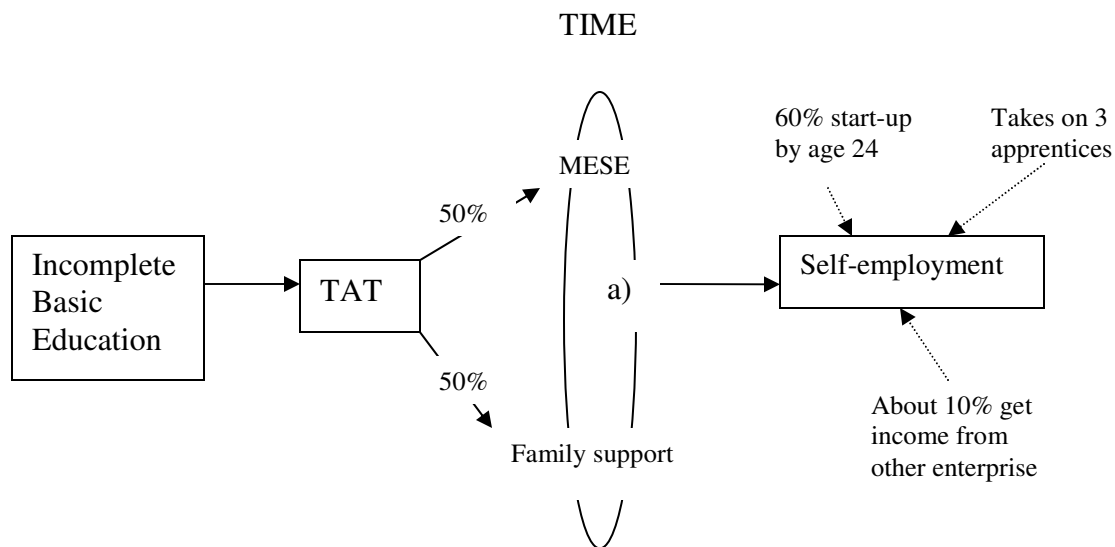 TIME
60% start-up
by age 24
Takes on 3
apprentices
MESE
50%
Incomplete
Basic
Education
TAT
a)
Self-employment
50%
About 10% get
income from
other enterprise
Family support